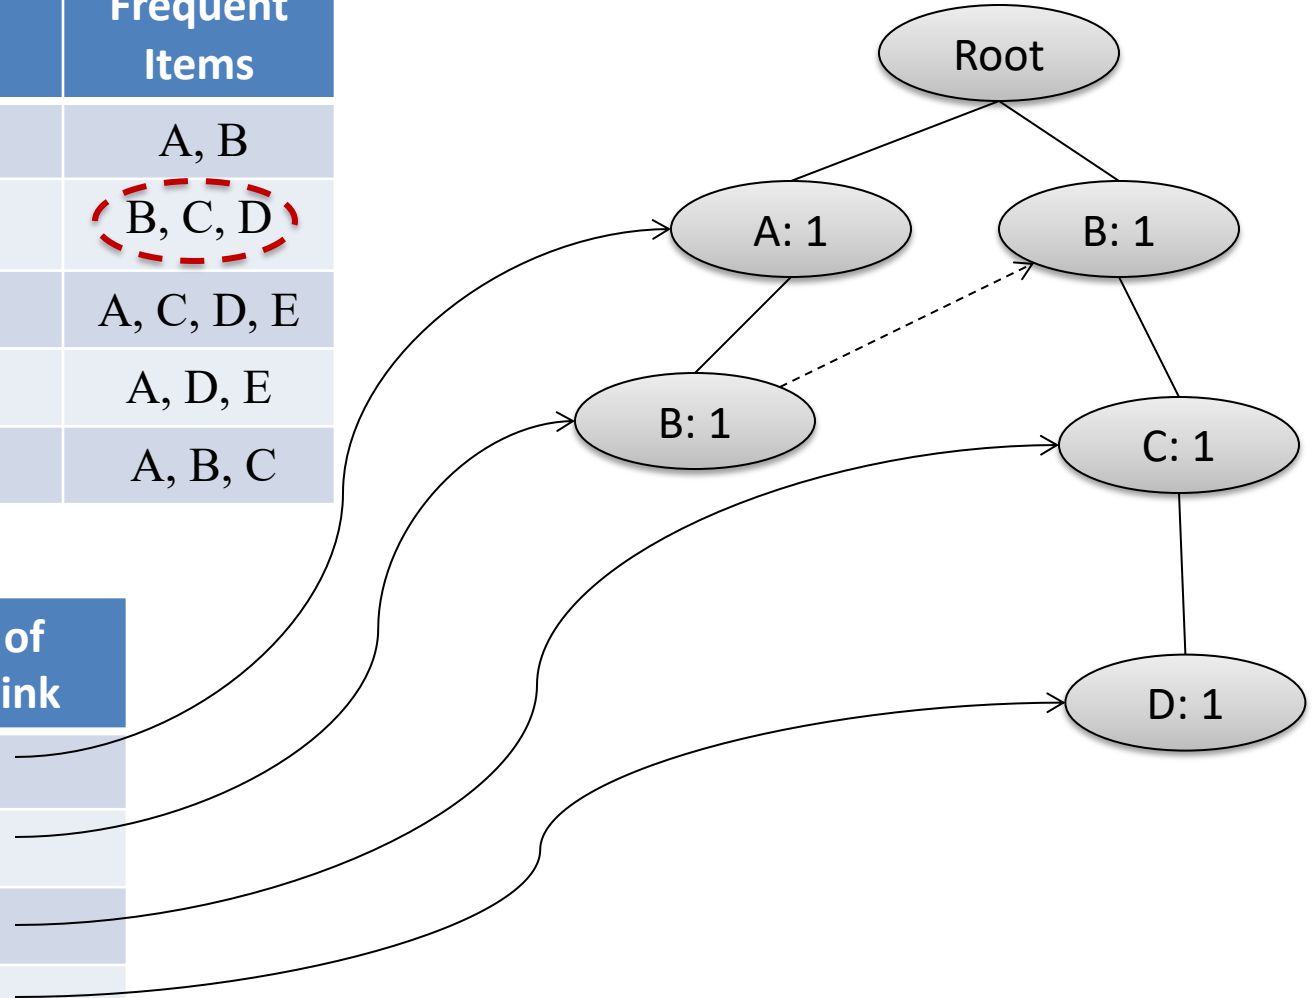 Frequent
Items
A, B
B, C, D
A, C, D, E
A, D, E
A, B, C
of
ink
Root
A: 1
B: 1
B: 1
C: 1
D: 1